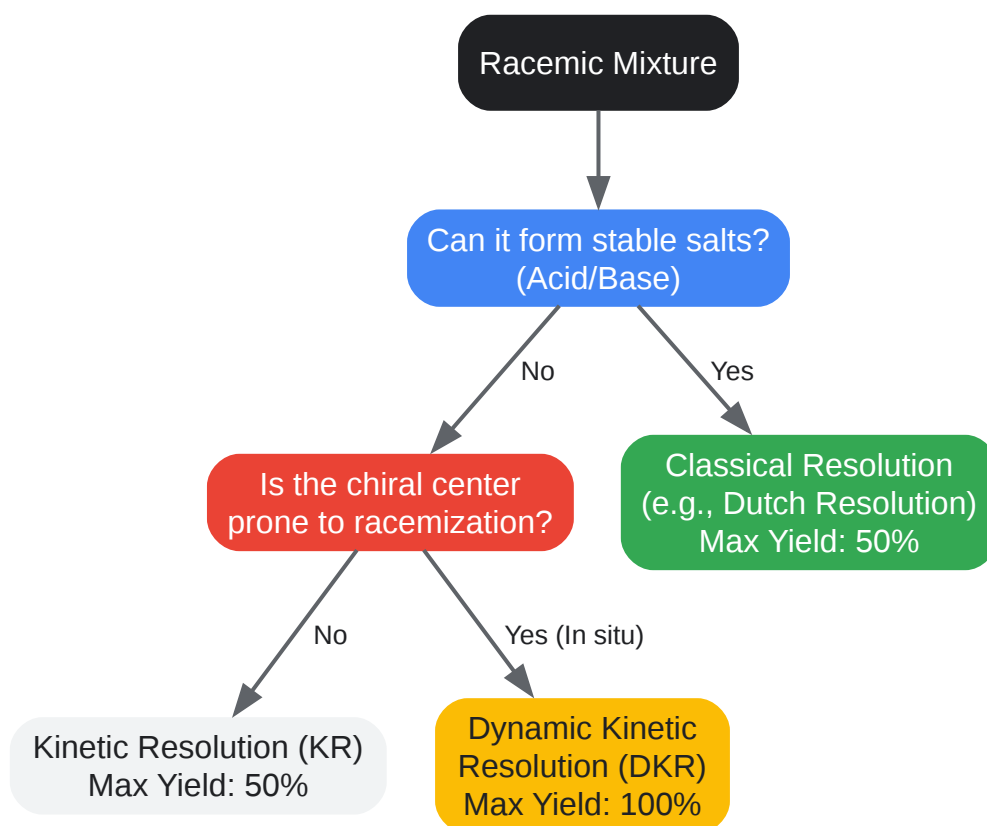 Racemic Mixture
Can it form stable salts?
(Acid/Base)
No
Yes
Is the chiral center
prone to racemization?
Classical Resolution
(e.g., Dutch Resolution)
Max Yield: 50%
No
Yes (In situ)
Kinetic Resolution (KR)
Max Yield: 50%
Dynamic Kinetic
Resolution (DKR)
Max Yield: 100%